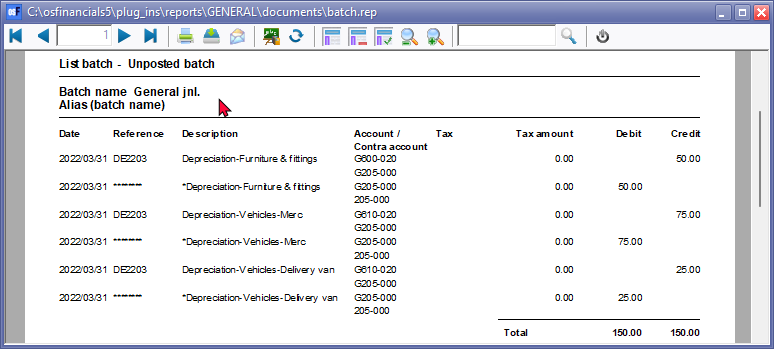 C:\osfinancials5\plug_ins\reports\GENERAL\documents\batch.rep
1
List batch - Unposted batch
Batch name General jnl.
Alias (batch name)
Date Reference Description Account / Tax Tax amount Debit Credit
Contra account
2022/03/31 DE2203 Depreciation-Furniture & fittings G600-020 0.00 50.00
G205-000
2022/03/31 ******** *Depreciation-Furniture & fittings G205-000 0.00 50.00
205-000
2022/03/31 DE2203 Depreciation-Vehicles-Merc G610-020 0.00 75.00
G205-000
2022/03/31 ******** *Depreciation-Vehicles-Merc G205-000 0.00 75.00
205-000
2022/03/31 DE2203 Depreciation-Vehicles-Delivery van G610-020 0.00 25.00
G205-000
2022/03/31 ******** *Depreciation-Vehicles-Delivery van G205-000 0.00 25.00
205-000
Total 150.00 150.00